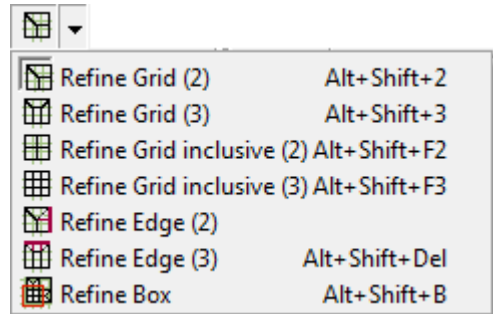 Refine Grid (2) Alt+Shift+2
Refine Grid (3) Alt+Shift+3
Refine Grid inclusive (2) Alt+Shift+F2
Refine Grid inclusive (3) Alt+Shift+F3
Refine Edge (2)
Refine Edge (3) Alt+Shift+Del
Refine Box Alt+Shift+B